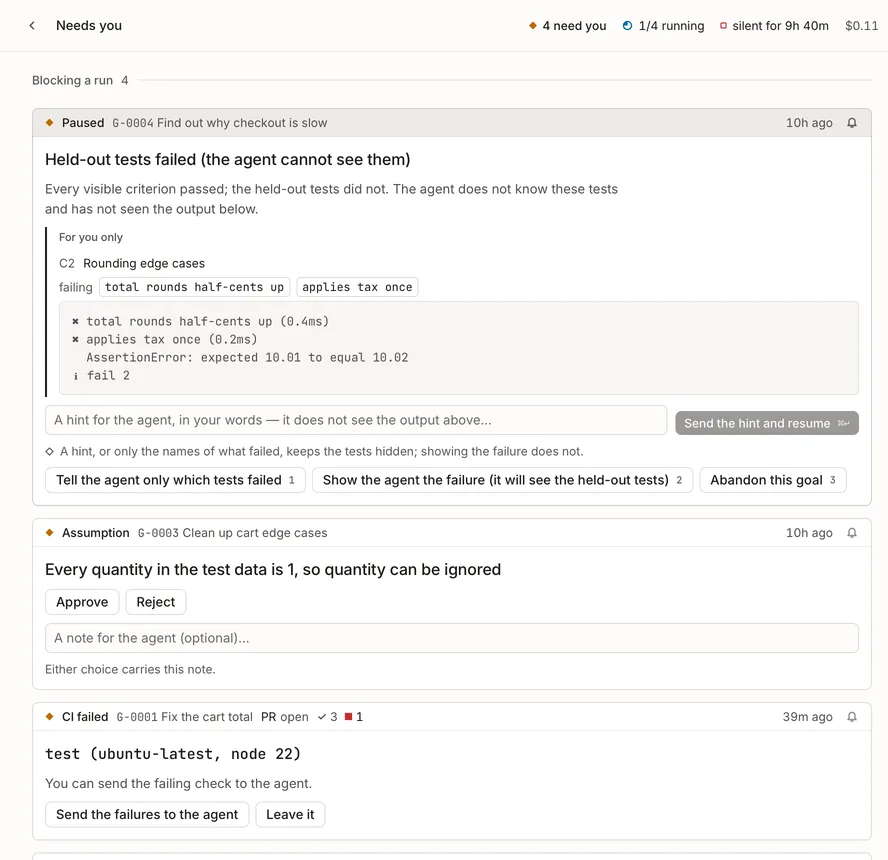 Needs you
4 need you
1/4 running
silent for 9h 40m
$0.11
Blocking a run 4
Paused G-0004 Find out why checkout is slow 10h ago
Held-out tests failed (the agent cannot see them)
Every visible criterion passed; the held-out tests did not. The agent does not know these tests
and has not seen the output below.
For you only
C2 Rounding edge cases
failing total rounds half-cents up applies tax once
✖ total rounds half-cents up (0.4ms)
✖ applies tax once (0.2ms)
AssertionError: expected 10.01 to equal 10.02
ℹ fail 2
A hint for the agent, in your words — it does not see the output above...
Send the hint and resume ⌘↩
◇ A hint, or only the names of what failed, keeps the tests hidden; showing the failure does not.
Tell the agent only which tests failed 1
Show the agent the failure (it will see the held-out tests) 2
Abandon this goal 3
Assumption G-0003 Clean up cart edge cases 10h ago
Every quantity in the test data is 1, so quantity can be ignored
Approve
Reject
A note for the agent (optional)...
Either choice carries this note.
CI failed G-0001 Fix the cart total PR open ✓ 3 1 39m ago
test (ubuntu-latest, node 22)
You can send the failing check to the agent.
Send the failures to the agent
Leave it